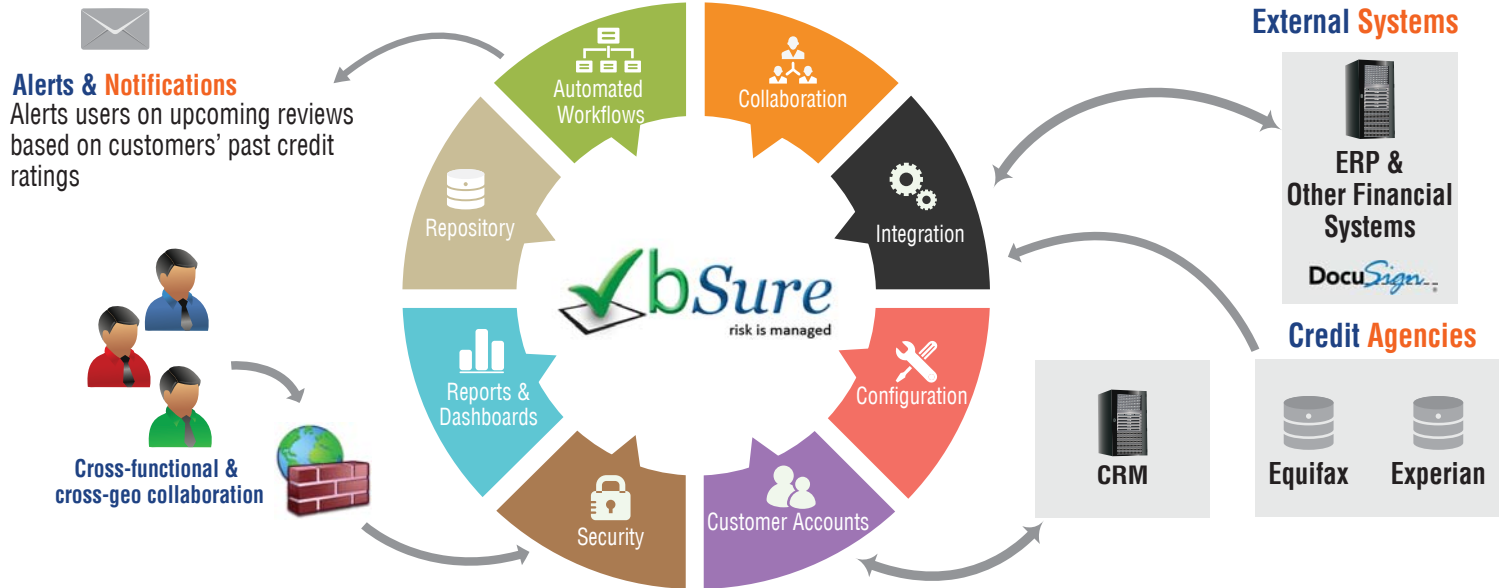 Alerts & Notifications
Alerts users on upcoming reviews
based on customers’ past credit
ratings
Automated
Workflows
Collaboration
Integration
Configuration
Customer Accounts
Security
Reports &
Dashboards
Repository
bSure
risk is managed
Cross-functional &
cross-geo collaboration
External Systems
ERP &
Other Financial
Systems
DocuSign
Credit Agencies
CRM
Equifax
Experian